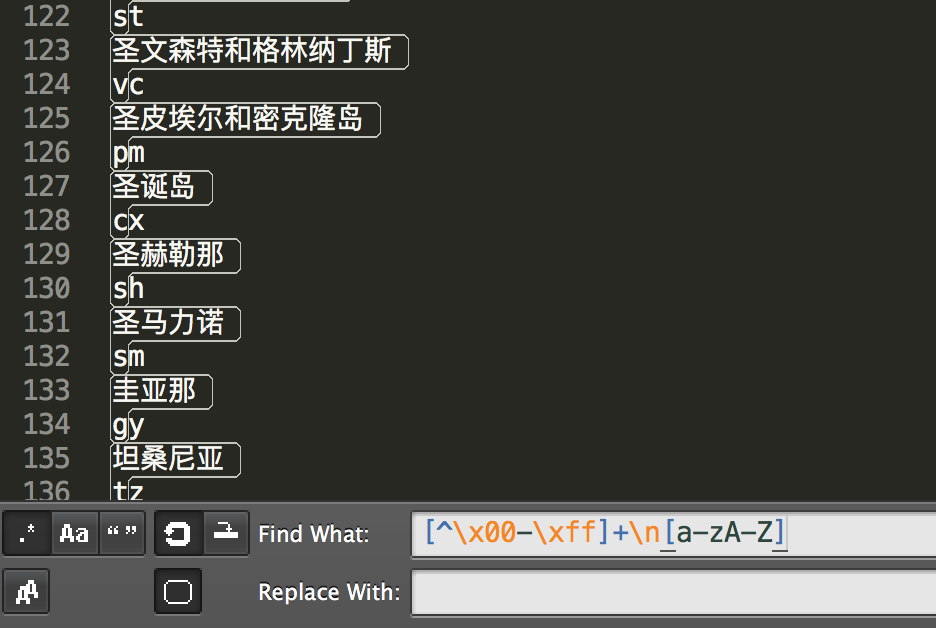 122 st
123 圣文森特和格林纳丁斯
124 vc
125 圣皮埃尔和密克隆岛
126 pm
127 圣诞岛
128 cx
129 圣赫勒那
130 sh
131 圣马力诺
132 sm
133 圭亚那
134 gy
135 坦桑尼亚
136 tz
.* Aa “” Find What: [^\x00-\xff]+\n[a-zA-Z]
Replace With: